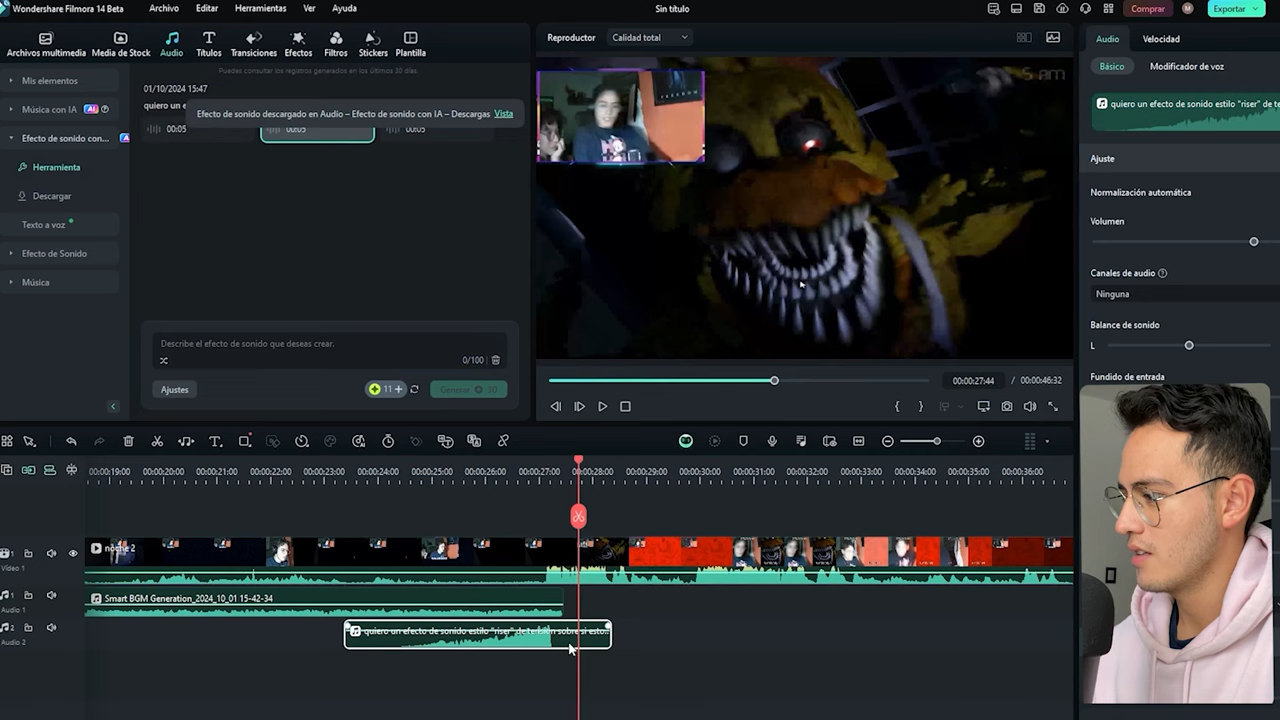 Wondershare Filmora 14 Beta
Archivo
Editar
Herramientas
Ver
Ayuda
Sin título
Comprar
M
Exportar
Archivos multimedia
Media de Stock
Audio
Títulos
Transiciones
Efectos
Filtros
Stickers
Plantilla
Reproductor
Calidad total
Audio
Velocidad
Básico
Modificador de voz
Mis elementos
Música con IA
AI
Efecto de sonido con...
Herramienta
Descargar
Texto a voz
Efecto de Sonido
Música
Puedes consultar los registros generados en los últimos 30 días.
01/10/2024 15:47
quiero un e
Efecto de sonido descargado en Audio – Efecto de sonido con IA – Descargas Vista
00:05
00:05
00:05
5 AM
quiero un efecto de sonido estilo "riser" de te
Ajuste
Normalización automática
Volumen
Canales de audio
Ninguna
Balance de sonido
L
Fundido de entrada
Describe el efecto de sonido que deseas crear.
0/100
Ajustes
11
Generar
30
00:00:27:44 / 00:00:46:32
00:00:19:00
00:00:20:00
00:00:21:00
00:00:22:00
00:00:23:00
00:00:24:00
00:00:25:00
00:00:26:00
00:00:27:00
00:00:28:00
00:00:29:00
00:00:30:00
00:00:31:00
00:00:32:00
00:00:33:00
00:00:34:00
00:00:35:00
00:00:36:00
noche 2
1
Vídeo 1
Smart BGM Generation_2024_10_01 15-42-34
1
Audio 1
quiero un efecto de sonido estilo "riser" de tensión sobre si esto...
2
Audio 2